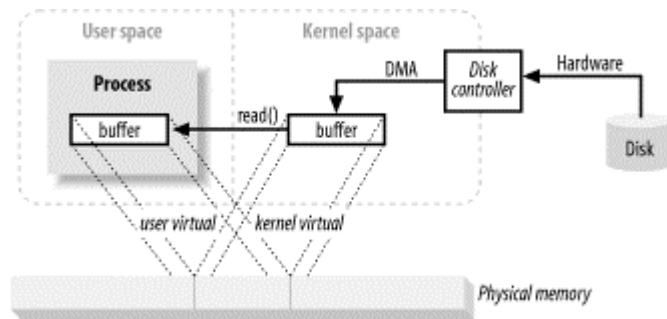 User space
Kernel space
Process
DMA
Disk
controller
Hardware
buffer
read()
buffer
Disk
user virtual
kernel virtual
Physical memory